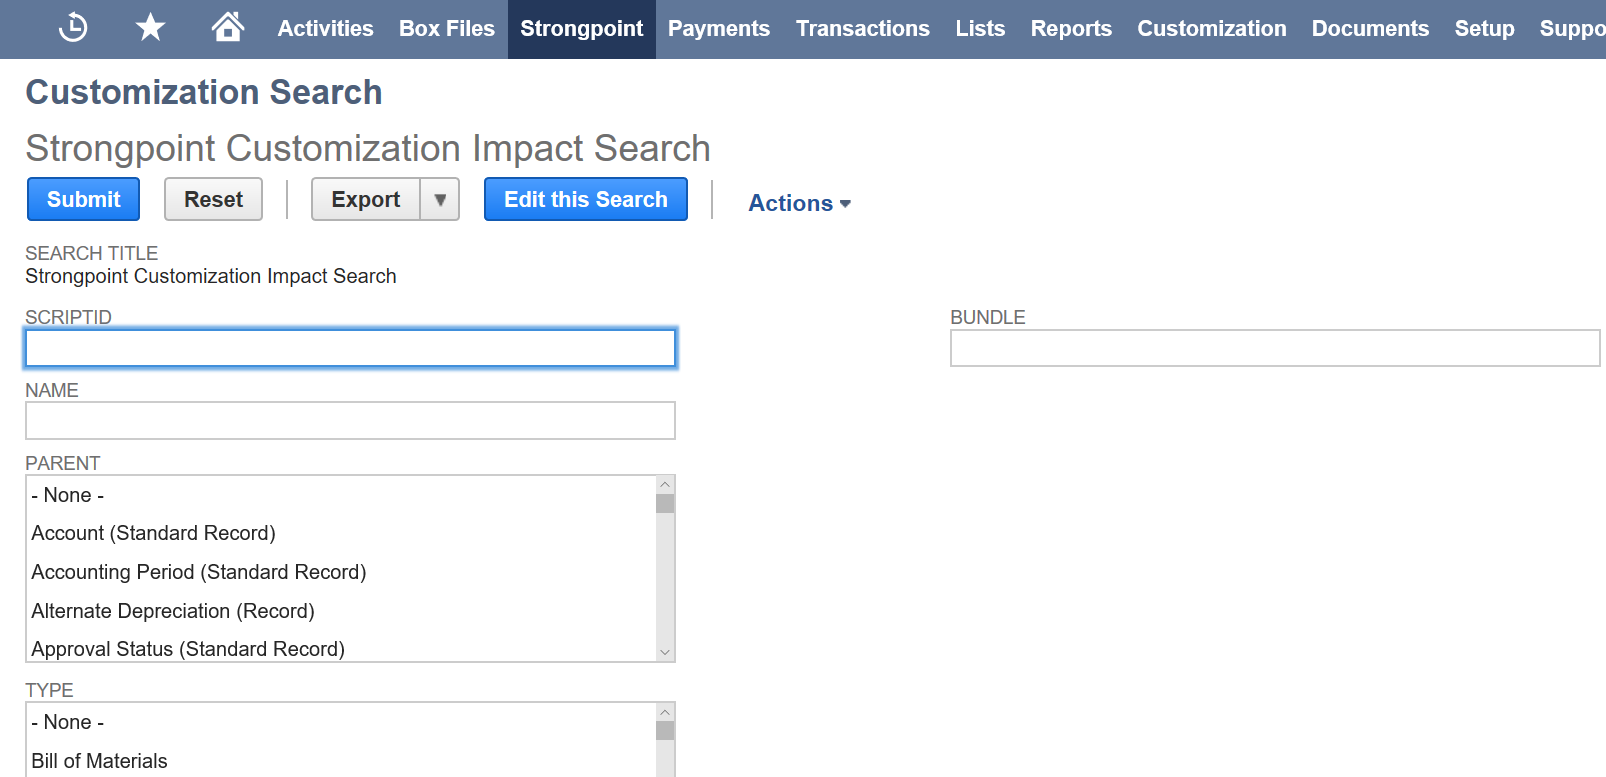 Activities Box Files Strongpoint Payments Transactions Lists Reports Customization Documents Setup Suppo
Customization Search
Strongpoint Customization Impact Search
Submit Reset Export Edit this Search Actions
SEARCH TITLE
Strongpoint Customization Impact Search
SCRIPTID BUNDLE
NAME
PARENT
- None -
Account (Standard Record)
Accounting Period (Standard Record)
Alternate Depreciation (Record)
Approval Status (Standard Record)
TYPE
- None -
Bill of Materials